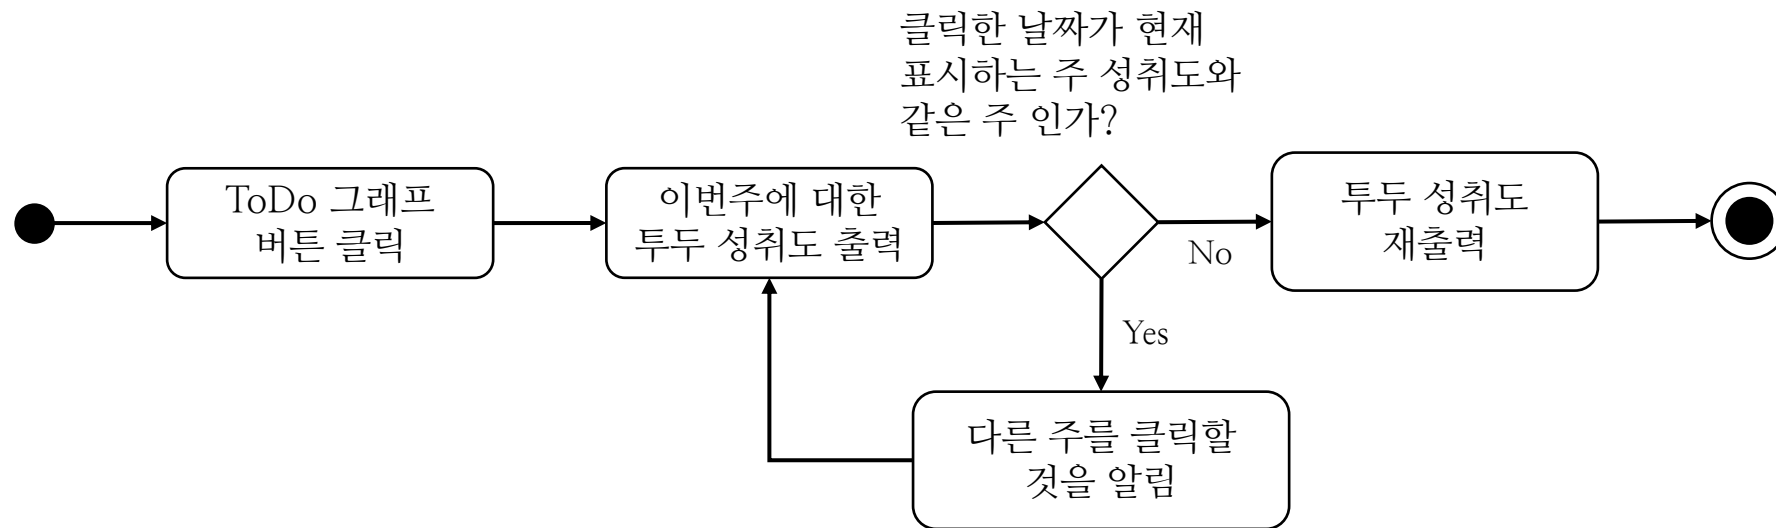 클릭한 날짜가 현재
표시하는 주 성취도와
같은 주 인가?
ToDo 그래프
버튼 클릭
이번주에 대한
투두 성취도 출력
No
투두 성취도
재출력
Yes
다른 주를 클릭할
것을 알림